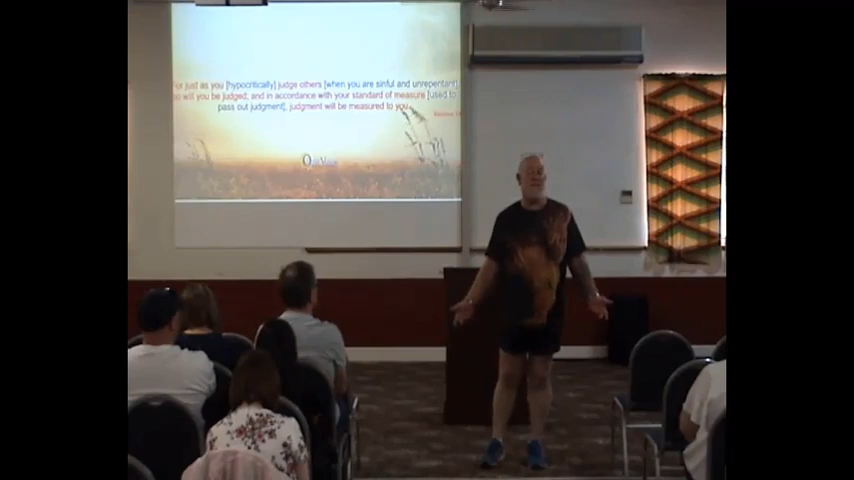 For just as you [hypocritically] judge others [when you are sinful and unrepentant],
so will you be judged; and in accordance with your standard of measure [used to
pass out judgment], judgment will be measured to you.